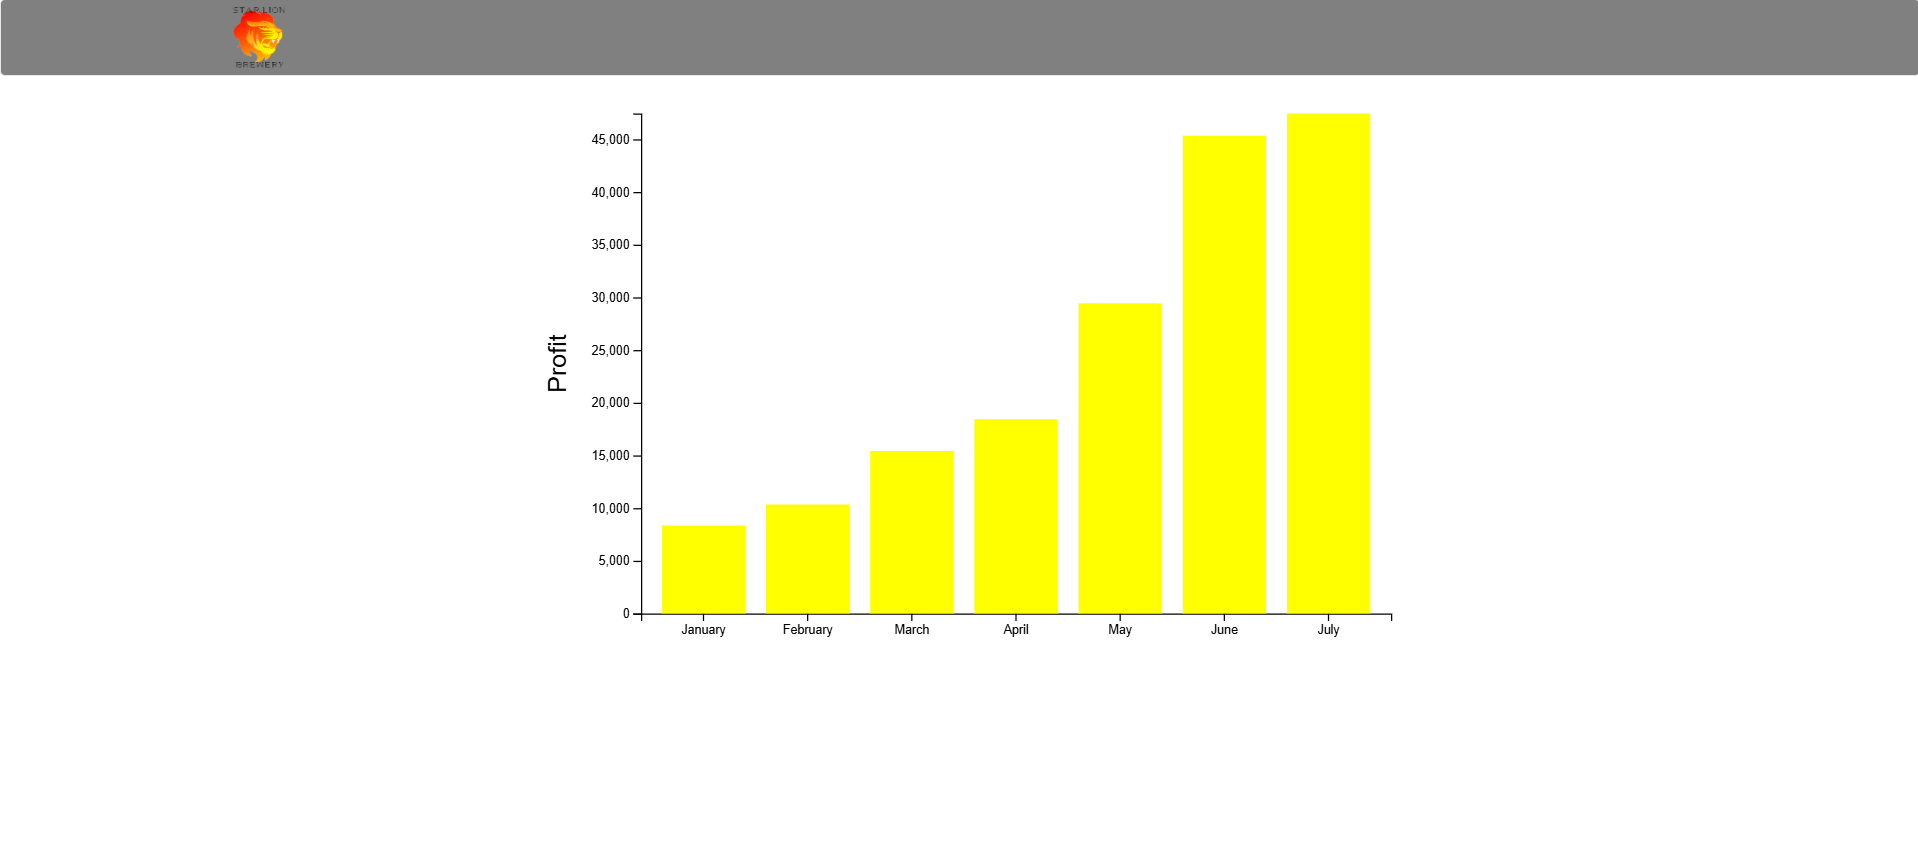 STAR LION
BREWERY
45,000
40,000
35,000
30,000
25,000
20,000
15,000
10,000
5,000
0
Profit
January February March April May June July